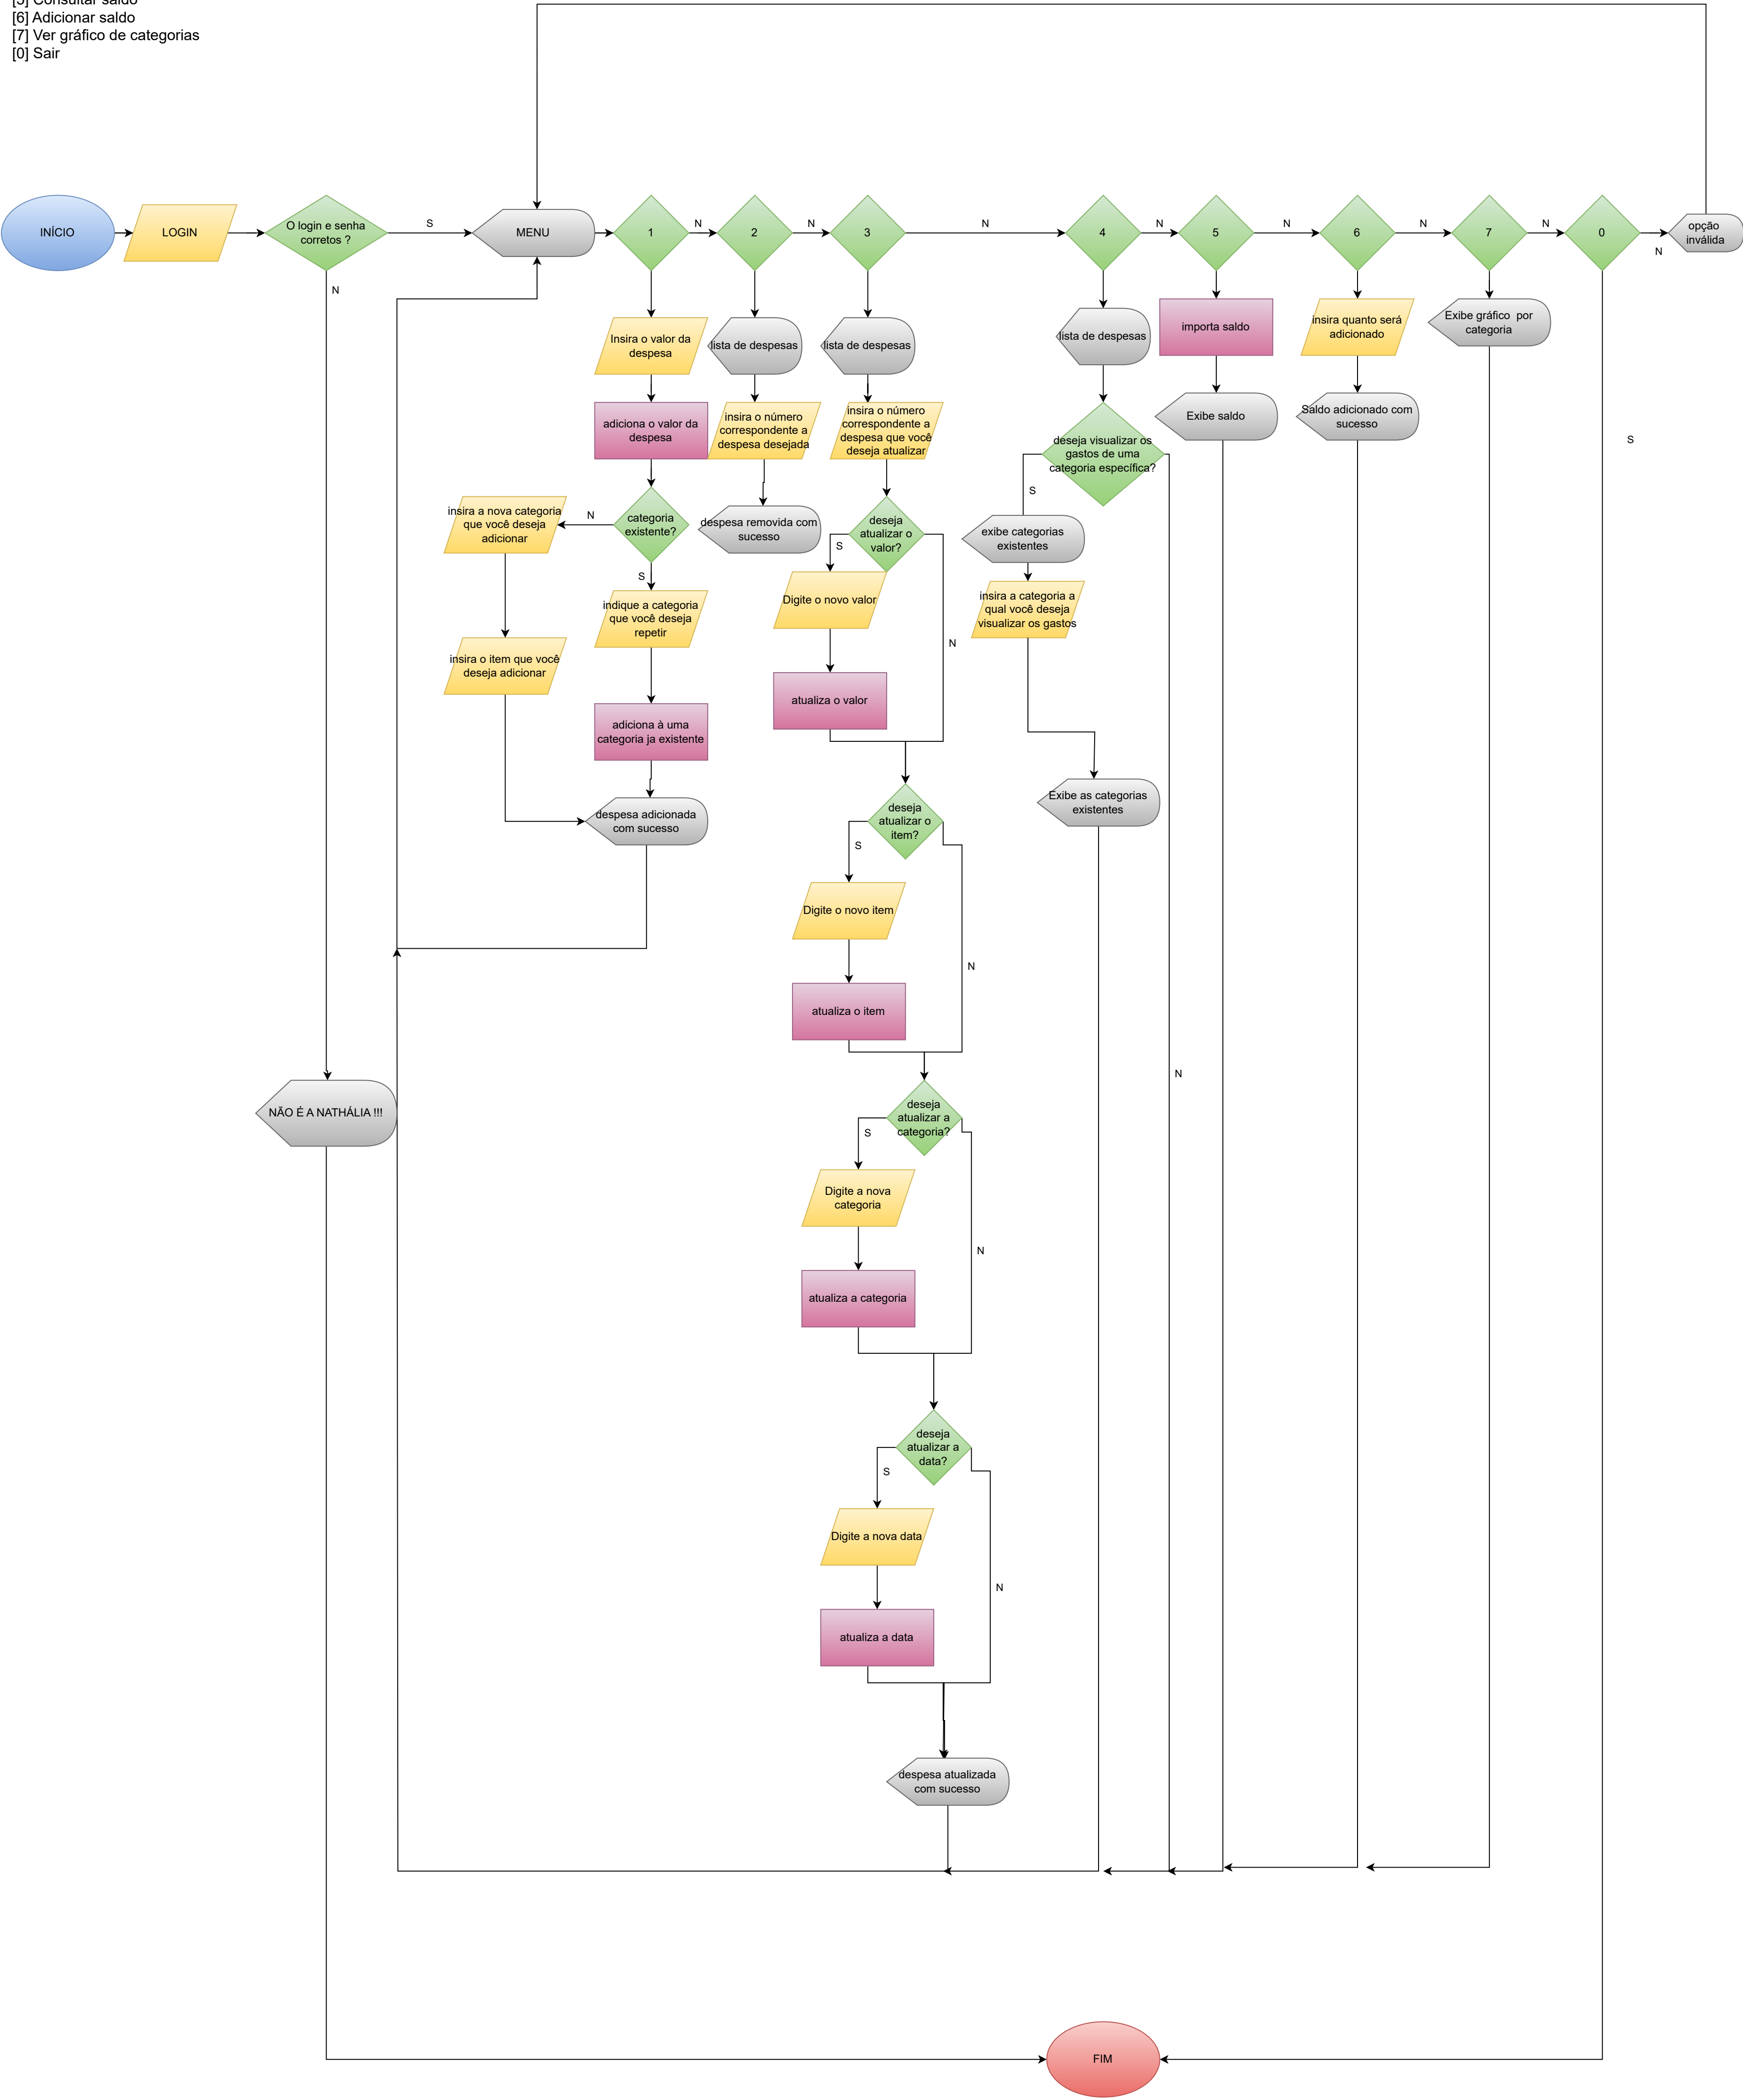 [5] Consultar saldo
[6] Adicionar saldo
[7] Ver gráfico de categorias
[0] Sair
INÍCIO
LOGIN
O login e senha
corretos ?
S
MENU
1
N
2
N
3
N
4
N
5
N
6
N
7
N
0
N
opção
inválida
N
Insira o valor da
despesa
lista de despesas
lista de despesas
lista de despesas
importa saldo
insira quanto será
adicionado
Exibe gráfico  por
categoria
adiciona o valor da
despesa
insira o número
correspondente a
despesa desejada
insira o número
correspondente a
despesa que você
deseja atualizar
deseja visualizar os
gastos de uma
categoria específica?
Exibe saldo
Saldo adicionado com
sucesso
S
S
insira a nova categoria
que você deseja
adicionar
N
categoria
existente?
despesa removida com
sucesso
deseja
atualizar o
valor?
S
exibe categorias
existentes
S
indique a categoria
que você deseja
repetir
Digite o novo valor
insira a categoria a
qual você deseja
visualizar os gastos
N
insira o item que você
deseja adicionar
adiciona à uma
categoria ja existente
atualiza o valor
despesa adicionada
com sucesso
Exibe as categorias
existentes
deseja
atualizar o
item?
S
Digite o novo item
N
atualiza o item
N
NÃO É A NATHÁLIA !!!
deseja
atualizar a
categoria?
S
Digite a nova
categoria
N
atualiza a categoria
deseja
atualizar a
data?
S
Digite a nova data
N
atualiza a data
despesa atualizada
com sucesso
FIM